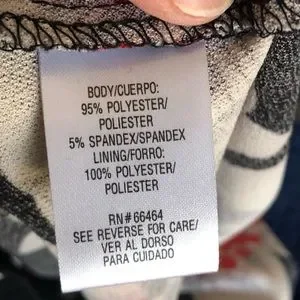 BODY/CUERPO:
95% POLYESTER/
POLIESTER
5% SPANDEX/SPANDEX
LINING/FORRO:
100% POLYESTER/
POLIESTER
RN# 66464
SEE REVERSE FOR CARE/
VER AL DORSO
PARA CUIDADO